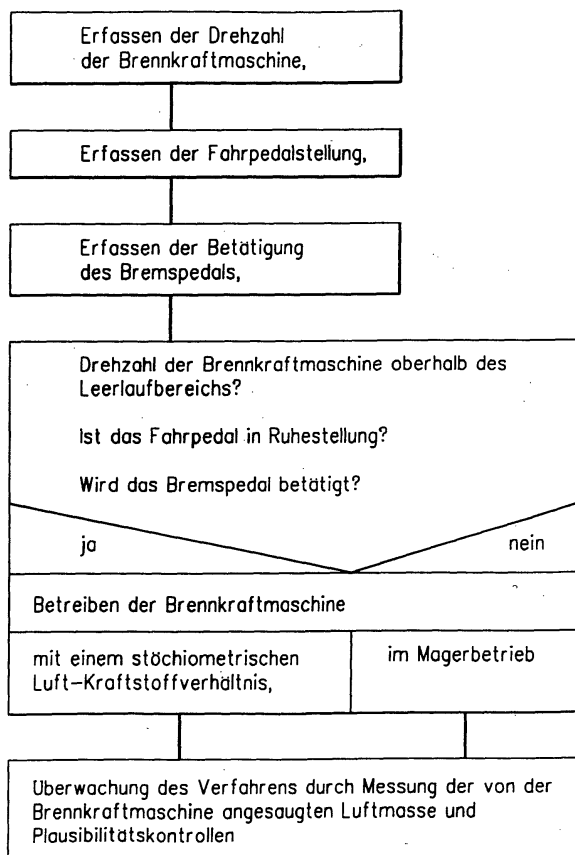 Erfassen der Drehzahl
der Brennkraftmaschine,
Erfassen der Fahrpedalstellung,
Erfassen der Betätigung
des Bremspedals,
Drehzahl der Brennkraftmaschine oberhalb des
Leerlaufbereichs?
Ist das Fahrpedal in Ruhestellung?
Wird das Bremspedal betätigt?
ja
nein
Betreiben der Brennkraftmaschine
mit einem stöchiometrischen
Luft-Kraftstoffverhältnis,
im Magerbetrieb
Uberwachung des Verfahrens durch Messung der von der
Brennkraftmaschine angesaugten Luftmasse und
Plausibilitätskontrollen